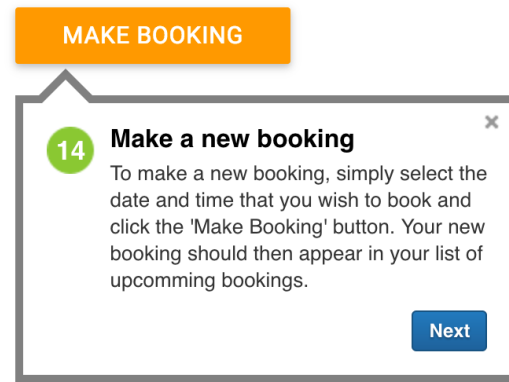 MAKE BOOKING
×
14
Make a new booking
To make a new booking, simply select the
date and time that you wish to book and
click the 'Make Booking' button. Your new
booking should then appear in your list of
upcomming bookings.
Next